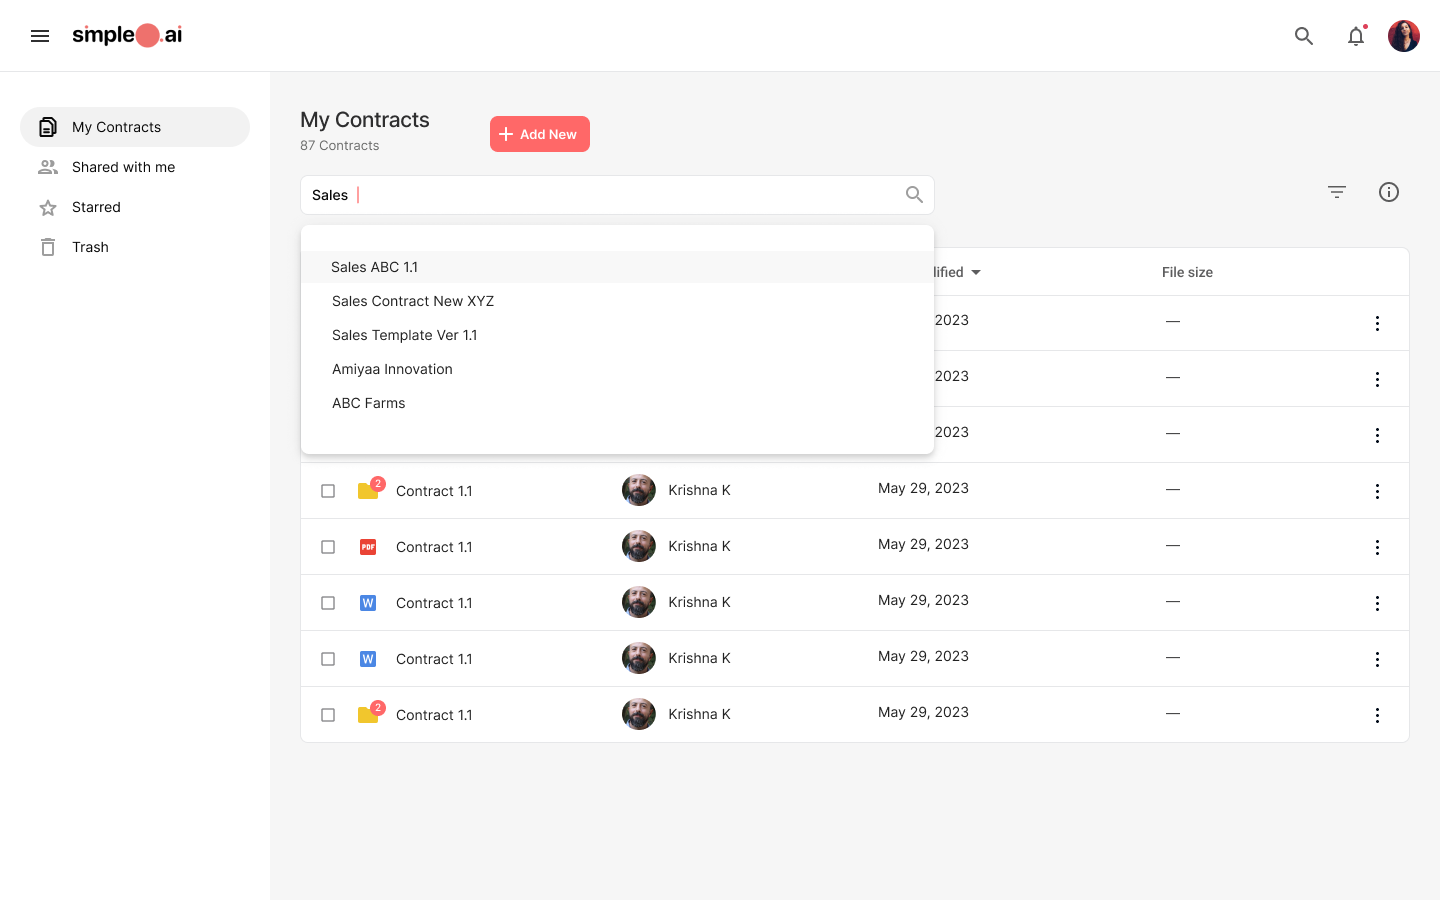 smple.ai
My Contracts
Shared with me
Starred
Trash
My Contracts
87 Contracts
Add New
Sales
Sales ABC 1.1
Sales Contract New XYZ
Sales Template Ver 1.1
Amiyaa Innovation
ABC Farms
File size
2023 —
2023 —
2023 —
2 Contract 1.1 Krishna K May 29, 2023 —
PDF Contract 1.1 Krishna K May 29, 2023 —
W Contract 1.1 Krishna K May 29, 2023 —
W Contract 1.1 Krishna K May 29, 2023 —
2 Contract 1.1 Krishna K May 29, 2023 —